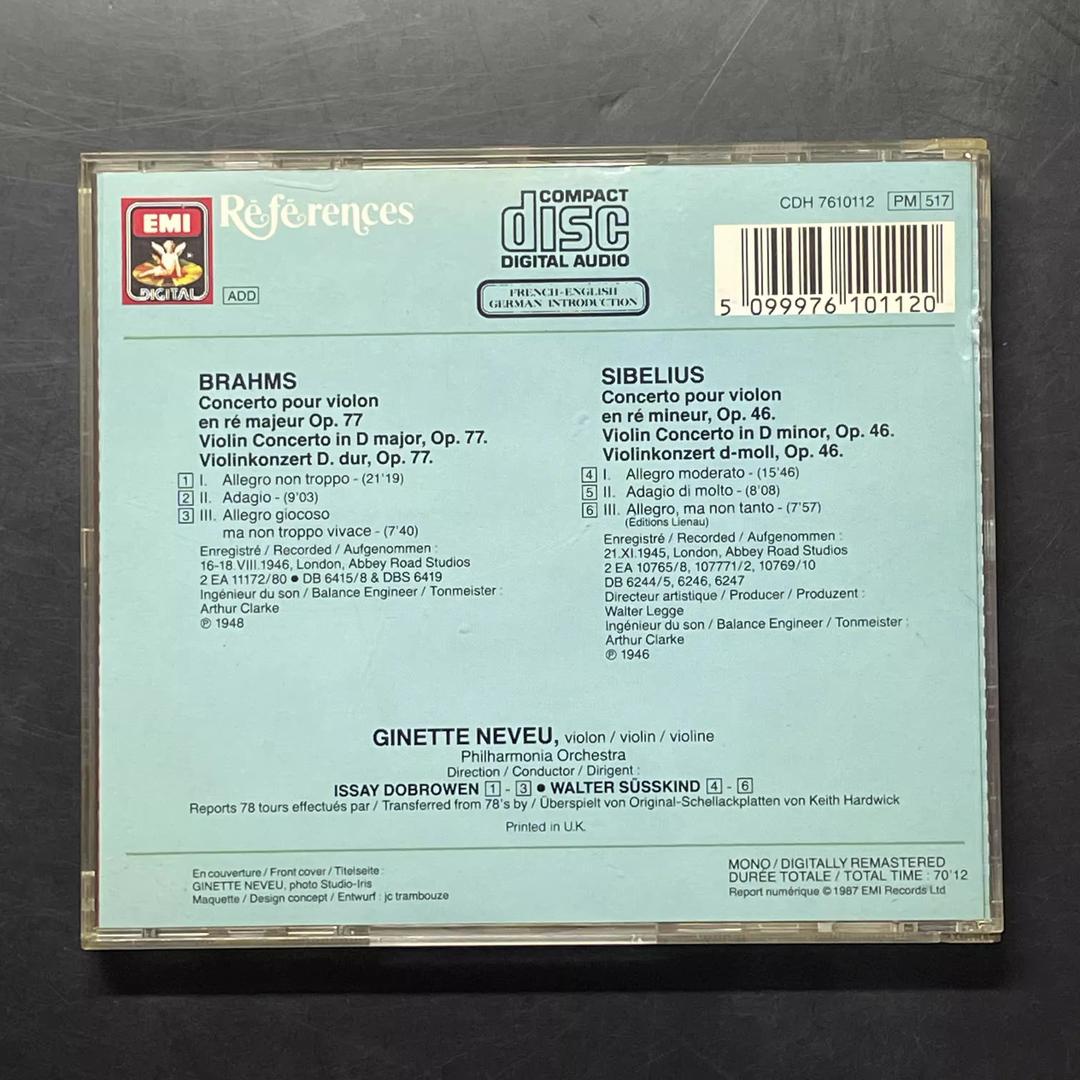 EMI
DIGITAL
Références
ADD
COMPACT
disc
DIGITAL AUDIO
FRENCH-ENGLISH
GERMAN INTRODUCTION
CDH 7610112 PM 517
5 099976 101120
BRAHMS
Concerto pour violon
en ré majeur Op. 77
Violin Concerto in D major, Op. 77.
Violinkonzert D. dur, Op. 77.
1 I. Allegro non troppo - (21'19)
2 II. Adagio - (9'03)
3 III. Allegro giocoso
ma non troppo vivace - (7'40)
Enregistré / Recorded / Aufgenommen :
16-18.VIII.1946, London, Abbey Road Studios
2 EA 11172/80 ● DB 6415/8 & DBS 6419
Ingénieur du son / Balance Engineer / Tonmeister :
Arthur Clarke
℗ 1948
SIBELIUS
Concerto pour violon
en ré mineur, Op. 46.
Violin Concerto in D minor, Op. 46.
Violinkonzert d-moll, Op. 46.
4 I. Allegro moderato - (15'46)
5 II. Adagio di molto - (8'08)
6 III. Allegro, ma non tanto - (7'57)
(Editions Lienau)
Enregistré / Recorded / Aufgenommen :
21.XI.1945, London, Abbey Road Studios
2 EA 10765/8, 107771/2, 10769/10
DB 6244/5, 6246, 6247
Directeur artistique / Producer / Produzent :
Walter Legge
Ingénieur du son / Balance Engineer / Tonmeister :
Arthur Clarke
℗ 1946
GINETTE NEVEU, violon / violin / violine
Philharmonia Orchestra
Direction / Conductor / Dirigent :
ISSAY DOBROWEN 1 - 3 ● WALTER SÜSSKIND 4 - 6
Reports 78 tours effectués par / Transferred from 78's by / Überspielt von Original-Schellackplatten von Keith Hardwick
Printed in U.K.
En couverture / Front cover / Titelseite :
GINETTE NEVEU, photo Studio-Iris
Maquette / Design concept / Entwurf : jc trambouze
MONO / DIGITALLY REMASTERED
DURÉE TOTALE / TOTAL TIME : 70'12
Report numérique © 1987 EMI Records Ltd